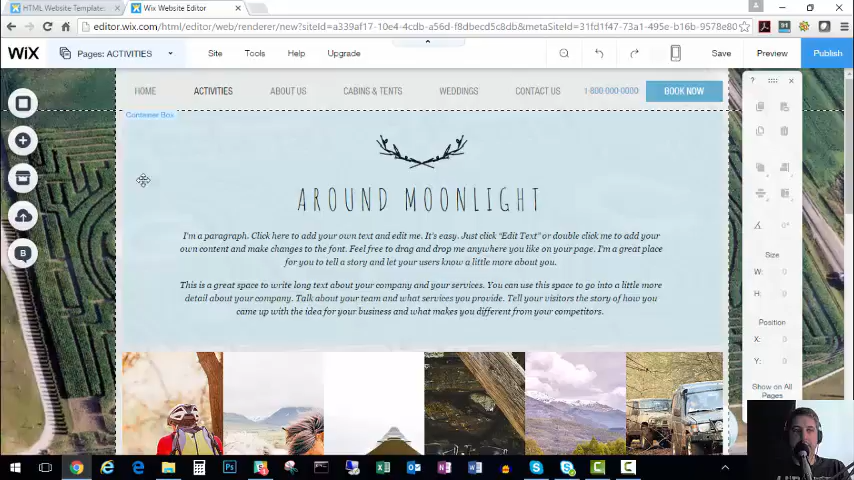 HTML Website Template:
Edit.Wix Website Editor
editor.wix.com/html/editor/web/renderer/new?siteId=a339af17-10e4-4cdb-a56d-df8bccd5c8db&metaSiteId=31fd1f47-73a1-495e-b16b-9578e80
WiX
Pages: ACTIVITIES
Site
Tools
Help
Upgrade
Save
Preview
Publish
HOME
ACTIVITIES
ABOUT US
CABINS & TENTS
WEDDINGS
CONTACT US
1-800-000-0000
BOOK NOW
Container Box
AROUND MOONLIGHT
I'm a paragraph. Click here to add your own text and edit me. It's easy. Just click "Edit Text" or double click me to add your
own content and make changes to the font. Feel free to drag and drop me anywhere you like on your page. I'm a great place
for you to tell a story and let your users know a little more about you.
This is a great space to write long text about your company and your services. You can use this space to go into a little more
detail about your company. Talk about your team and what services you provide. Tell your visitors the story of how you
came up with the idea for your business and what makes you different from your competitors.
?
0°
Size
W: 0
H: 0
Position
X: 0
Y: 0
Show on All
Pages
B